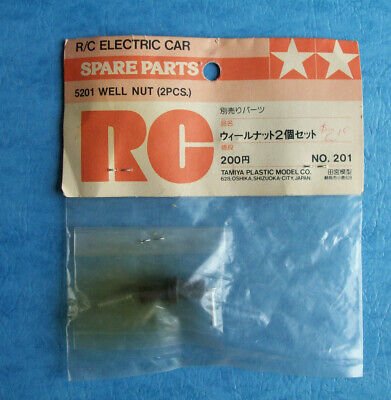 R/C ELECTRIC CAR
SPARE PARTS
5201 WELL NUT (2PCS.)
RC
別売りパーツ
品名
ウィールナット2個セット
価段
200円
NO. 201
TAMIYA PLASTIC MODEL CO. 田宮模型
628, OSHIKA, SHIZUOKA-CITY, JAPAN.